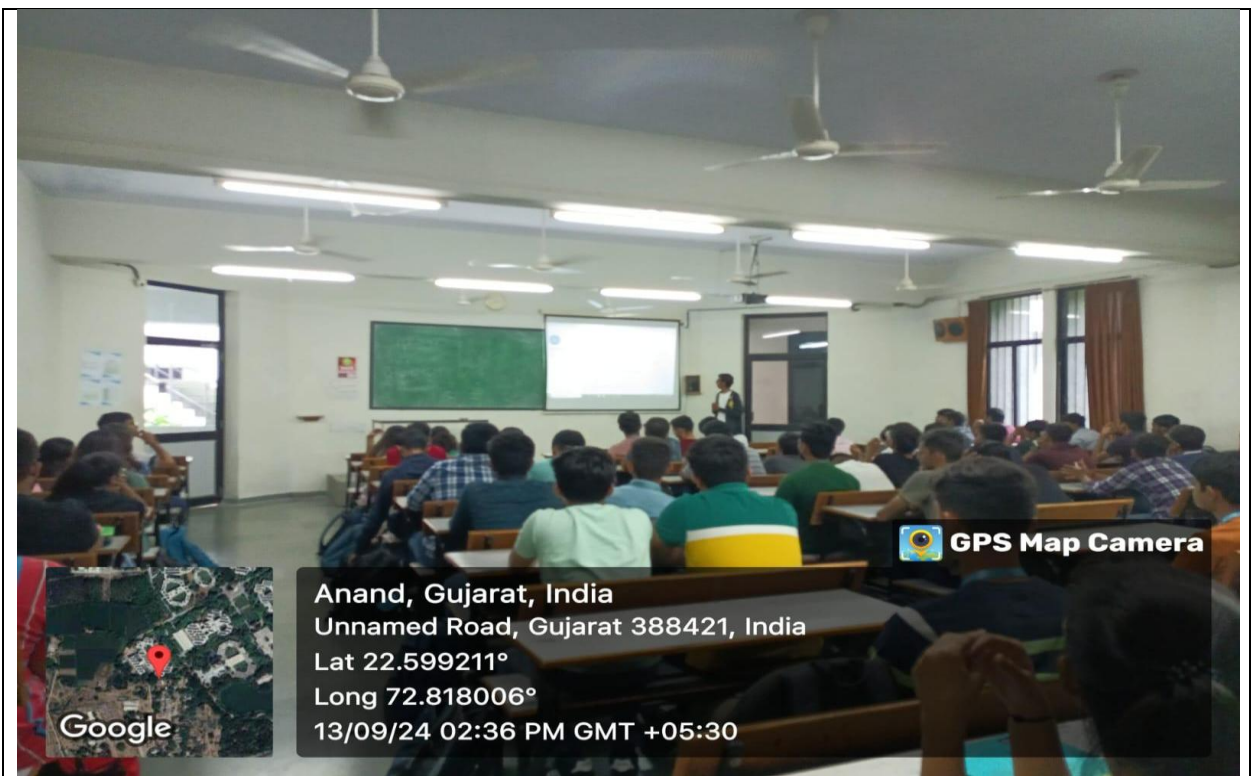 GPS Map Camera
Anand, Gujarat, India
Unnamed Road, Gujarat 388421, India
Lat 22.599211°
Long 72.818006°
13/09/24 02:36 PM GMT +05:30
Google